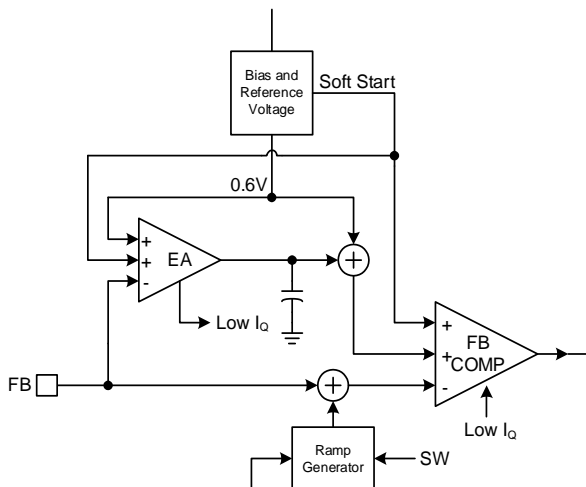 Bias and
Reference
Voltage
Soft Start
0.6V
+
+
-
EA
+
Low IQ
FB
+
+
-
FB
COMP
+
Low IQ
Ramp
Generator
SW